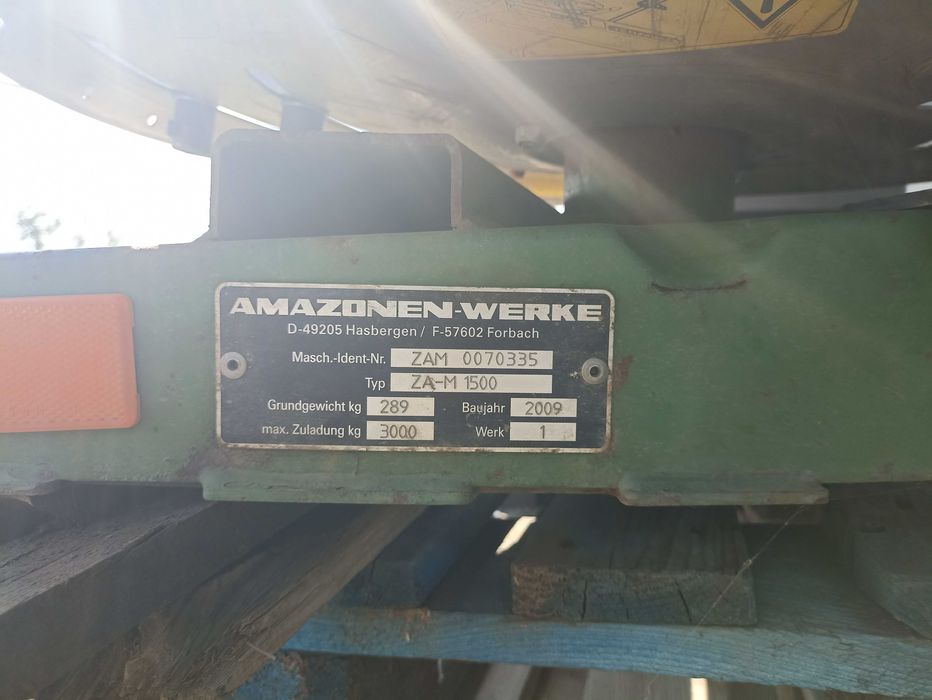 AMAZONEN-WERKE
D-49205 Hasbergen / F-57602 Forbach
Masch.-Ident-Nr. ZAM 0070335
Typ ZA-M 1500
Grundgewicht kg 289 Baujahr 2009
max. Zuladung kg 3000 Werk 1